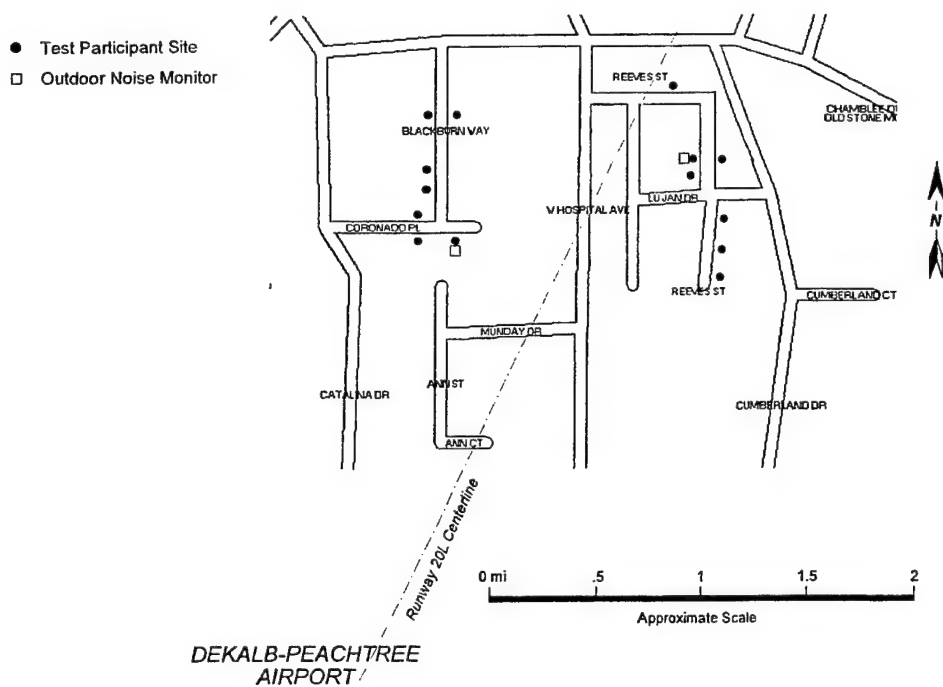 Test Participant Site
Outdoor Noise Monitor
REEVES ST
CHAMBLEE
OLD STONE
BLACKBURN WAY
LUJAN DR
W HOSPITAL AVE
CORONADO PL
N
REEVES ST
CUMBERLAND CT
MUNDAY DR
ANN ST
CATALINA DR
CUMBERLAND DR
ANN CT
Runway 20L Centerline
0 mi .5 1 1.5 2
Approximate Scale
DEKALB-PEACHTREE
AIRPORT